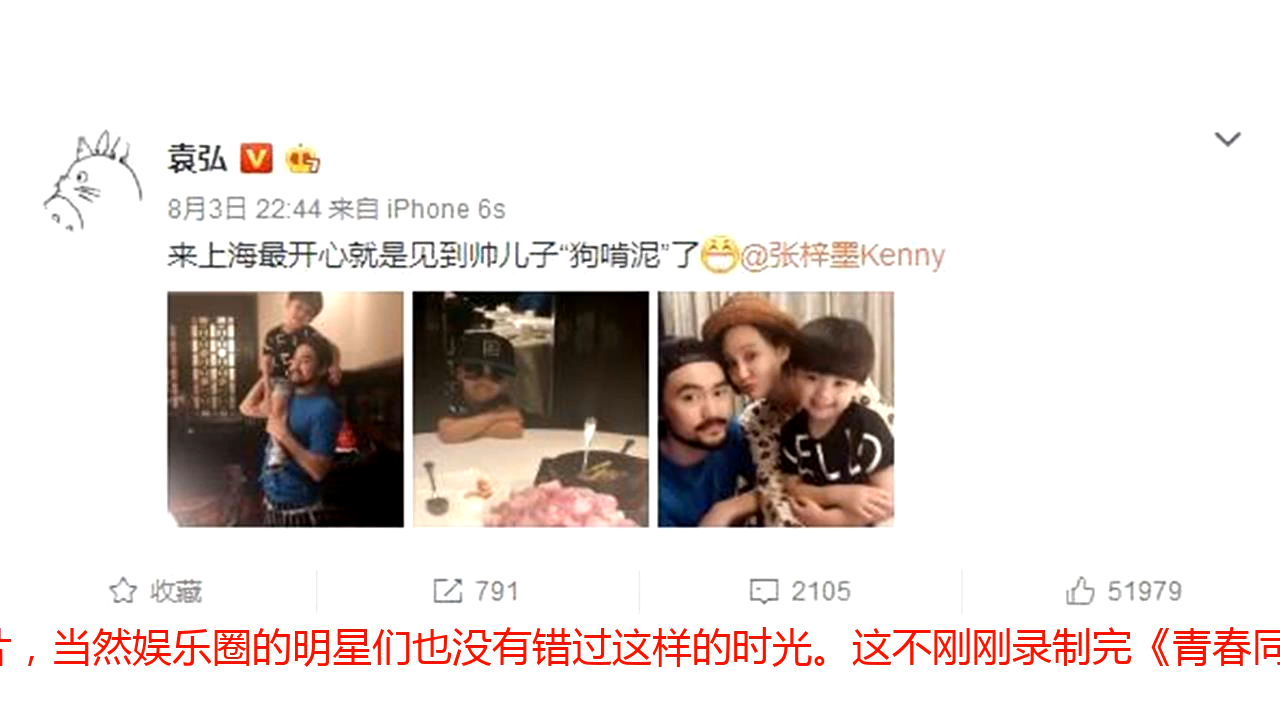 袁弘
8月3日 22:44 来自 iPhone 6s
来上海最开心就是见到帅儿子“狗啃泥”了@张梓墨Kenny
ELLO
收藏
791
2105
51979
，当然娱乐圈的明星们也没有错过这样的时光。这不刚刚录制完《青春同